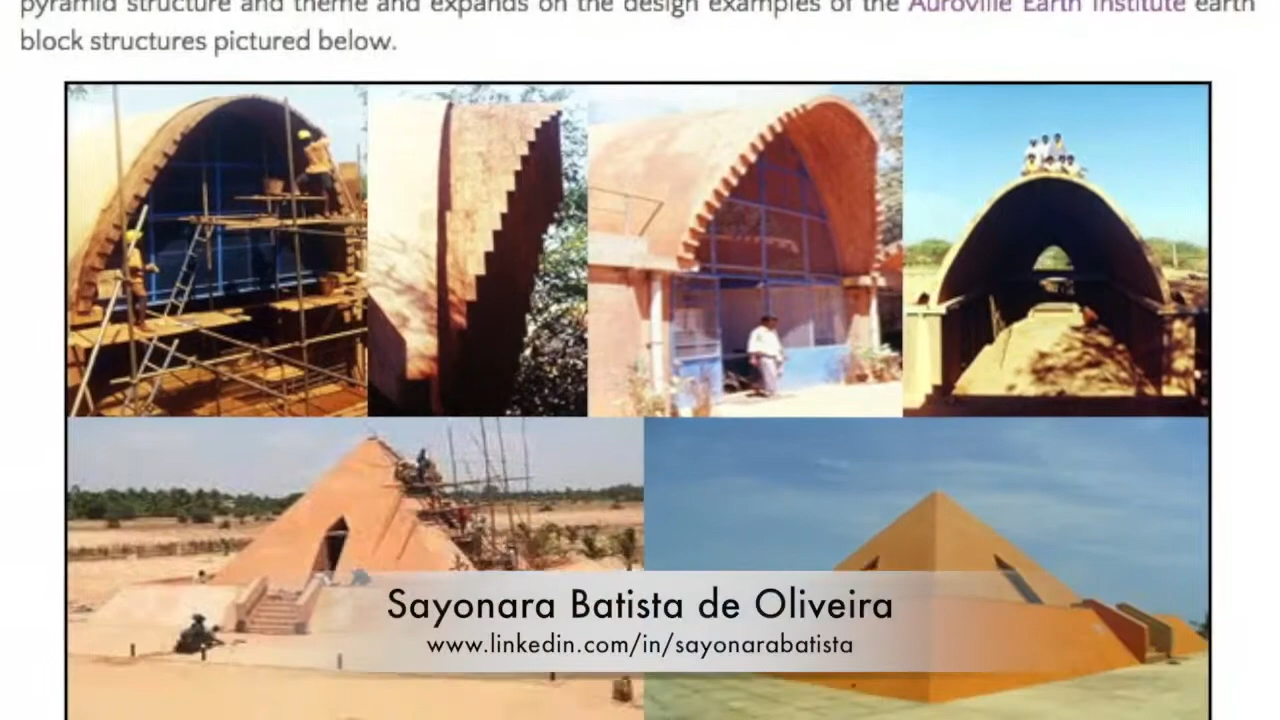 pyramid structure and theme and expands on the design examples of the Auroville Earth Institute earth
block structures pictured below.
Sayonara Batista de Oliveira
www.linkedin.com/in/sayonarabatista